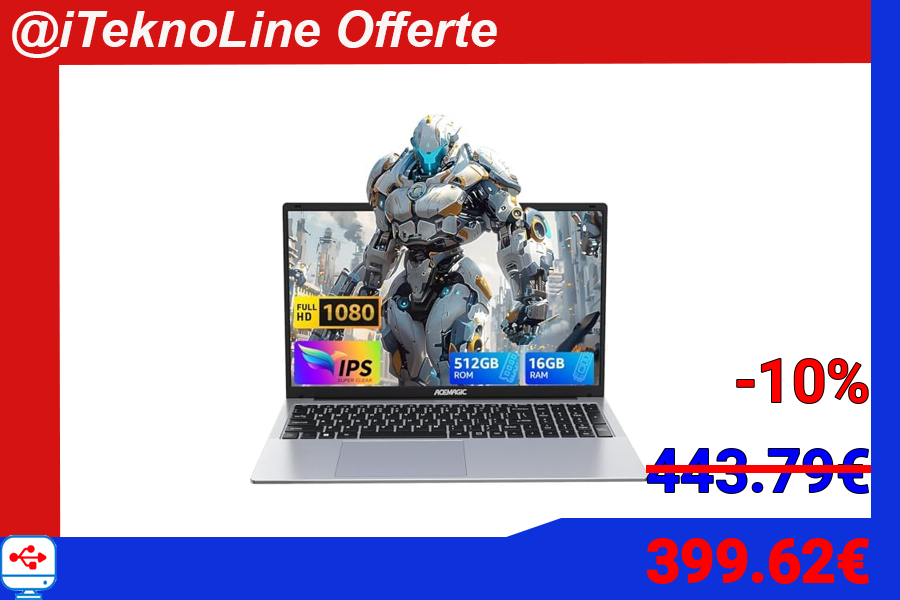 @iTeknoLine Offerte
FULL HD 1080
IPS
SUPER CLEAR
512GB
ROM
16GB
RAM
ACEMAGIC
-10%
443.79€
399.62€